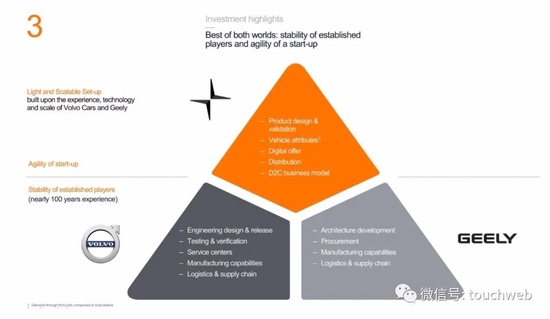 3
Investment highlights
Best of both worlds: stability of established
players and agility of a start-up
Light and Scalable Set-up
built upon the experience, technology
and scale of Volvo Cars and Geely
– Product design &
validation
– Vehicle attributes¹
– Digital offer
– Distribution
– D2C business model
Agility of start-up
Stability of established players
(nearly 100 years experience)
VOLVO
– Engineering design & release
– Testing & verification
– Service centers
– Manufacturing capabilities
– Logistics & supply chain
– Architecture development
– Procurement
– Manufacturing capabilities
– Logistics & supply chain
GEELY
微信号: touchweb